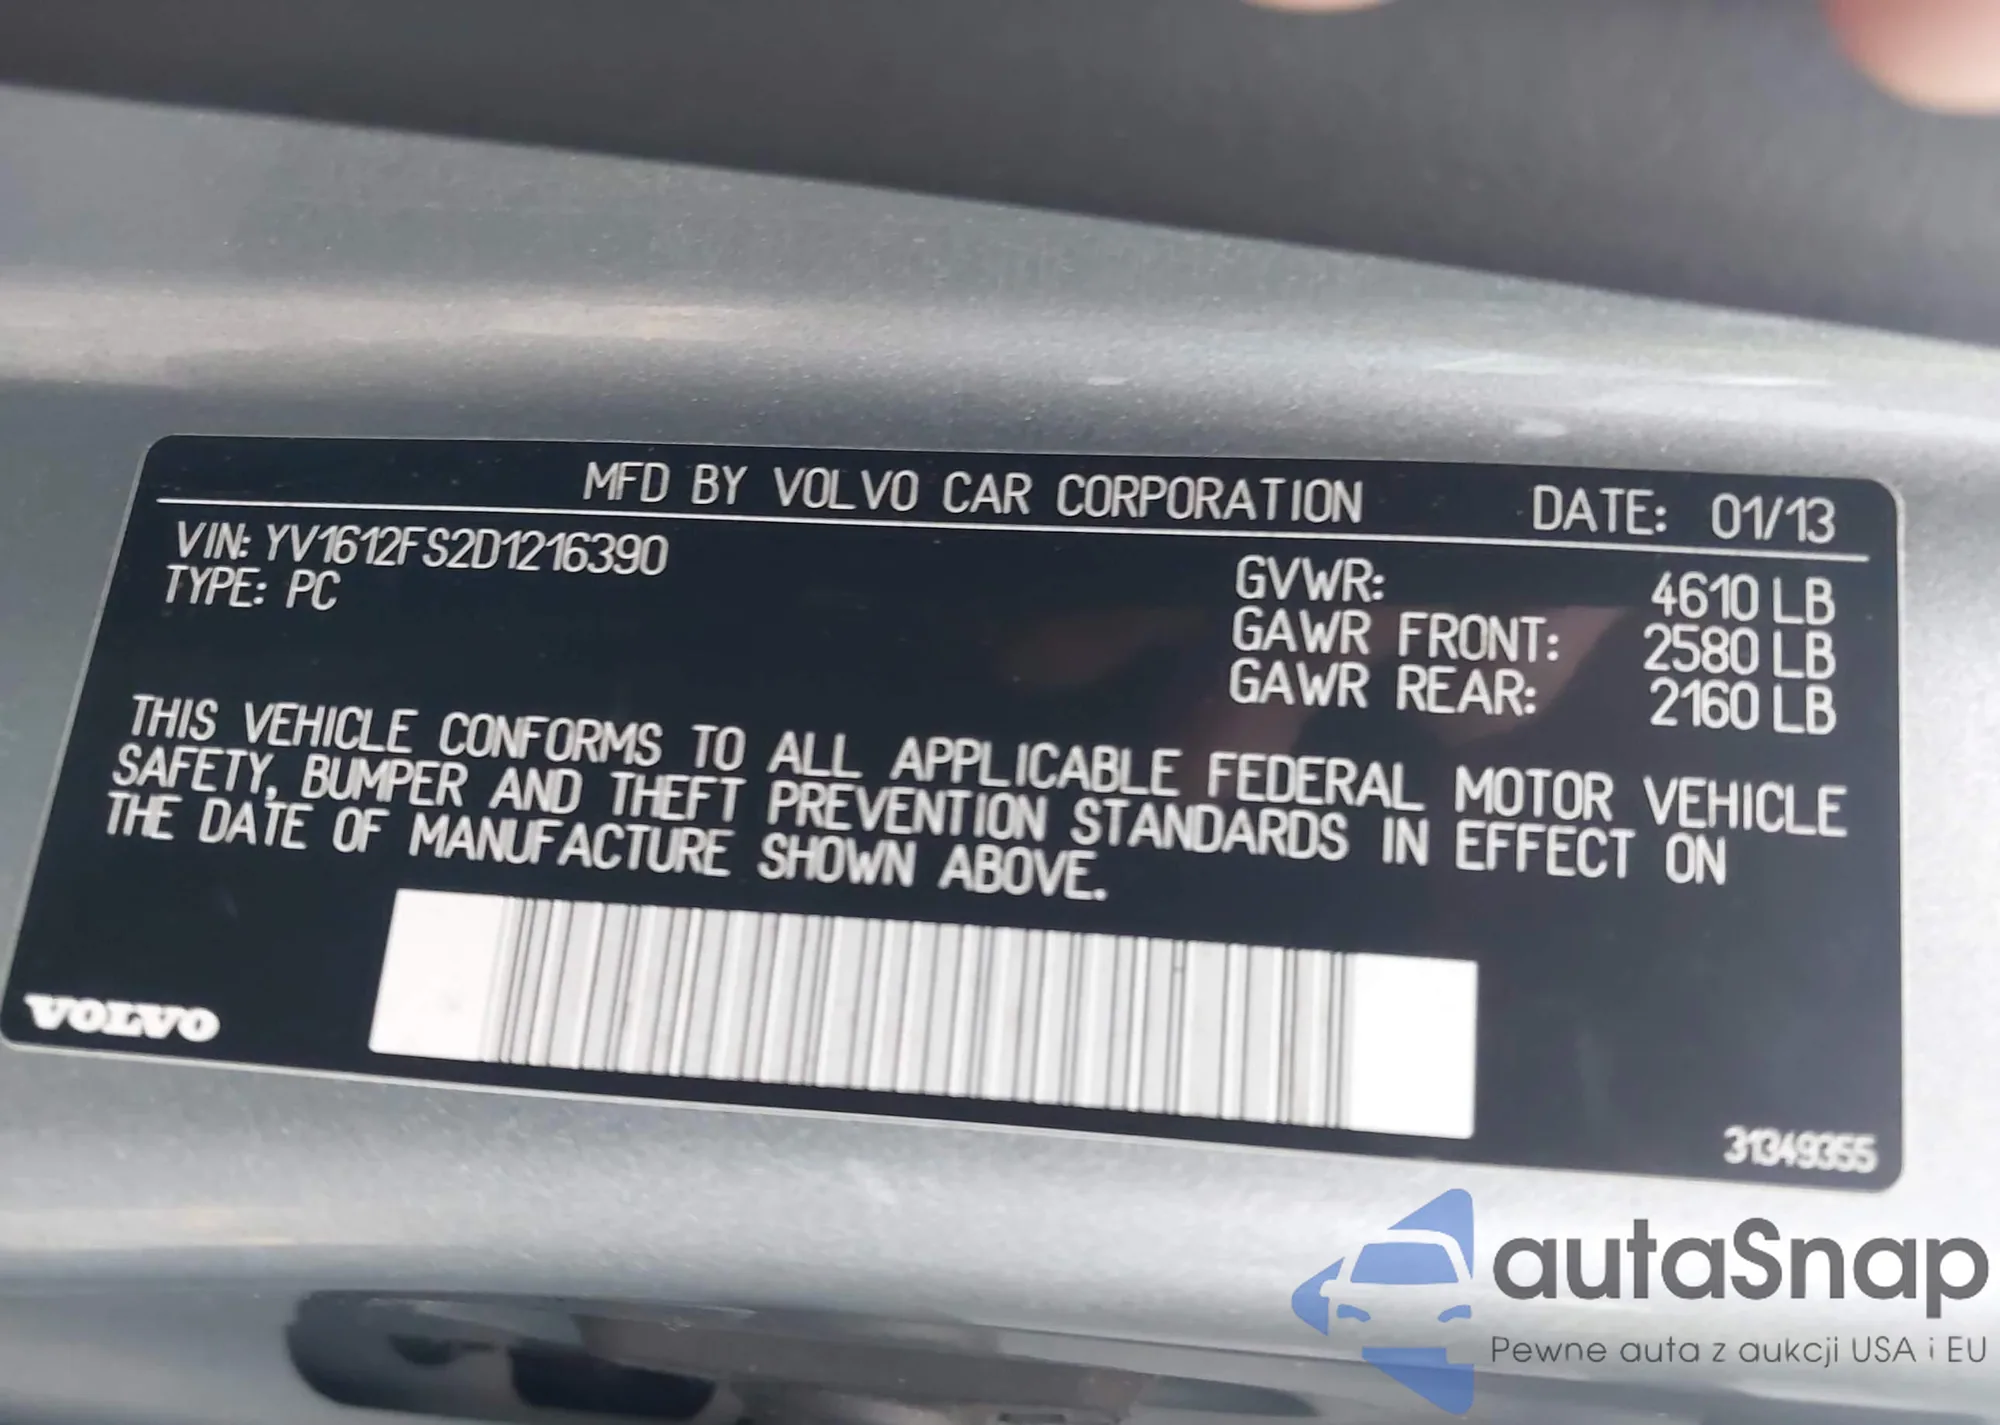 MFD BY VOLVO CAR CORPORATION DATE: 01/13
VIN: YV1612FS2D1216390
TYPE: PC
GVWR: 4610 LB
GAWR FRONT: 2580 LB
GAWR REAR: 2160 LB
THIS VEHICLE CONFORMS TO ALL APPLICABLE FEDERAL MOTOR VEHICLE
SAFETY, BUMPER AND THEFT PREVENTION STANDARDS IN EFFECT ON
THE DATE OF MANUFACTURE SHOWN ABOVE.
VOLVO
31349355
autaSnap
Pewne auta z aukcji USA i EU